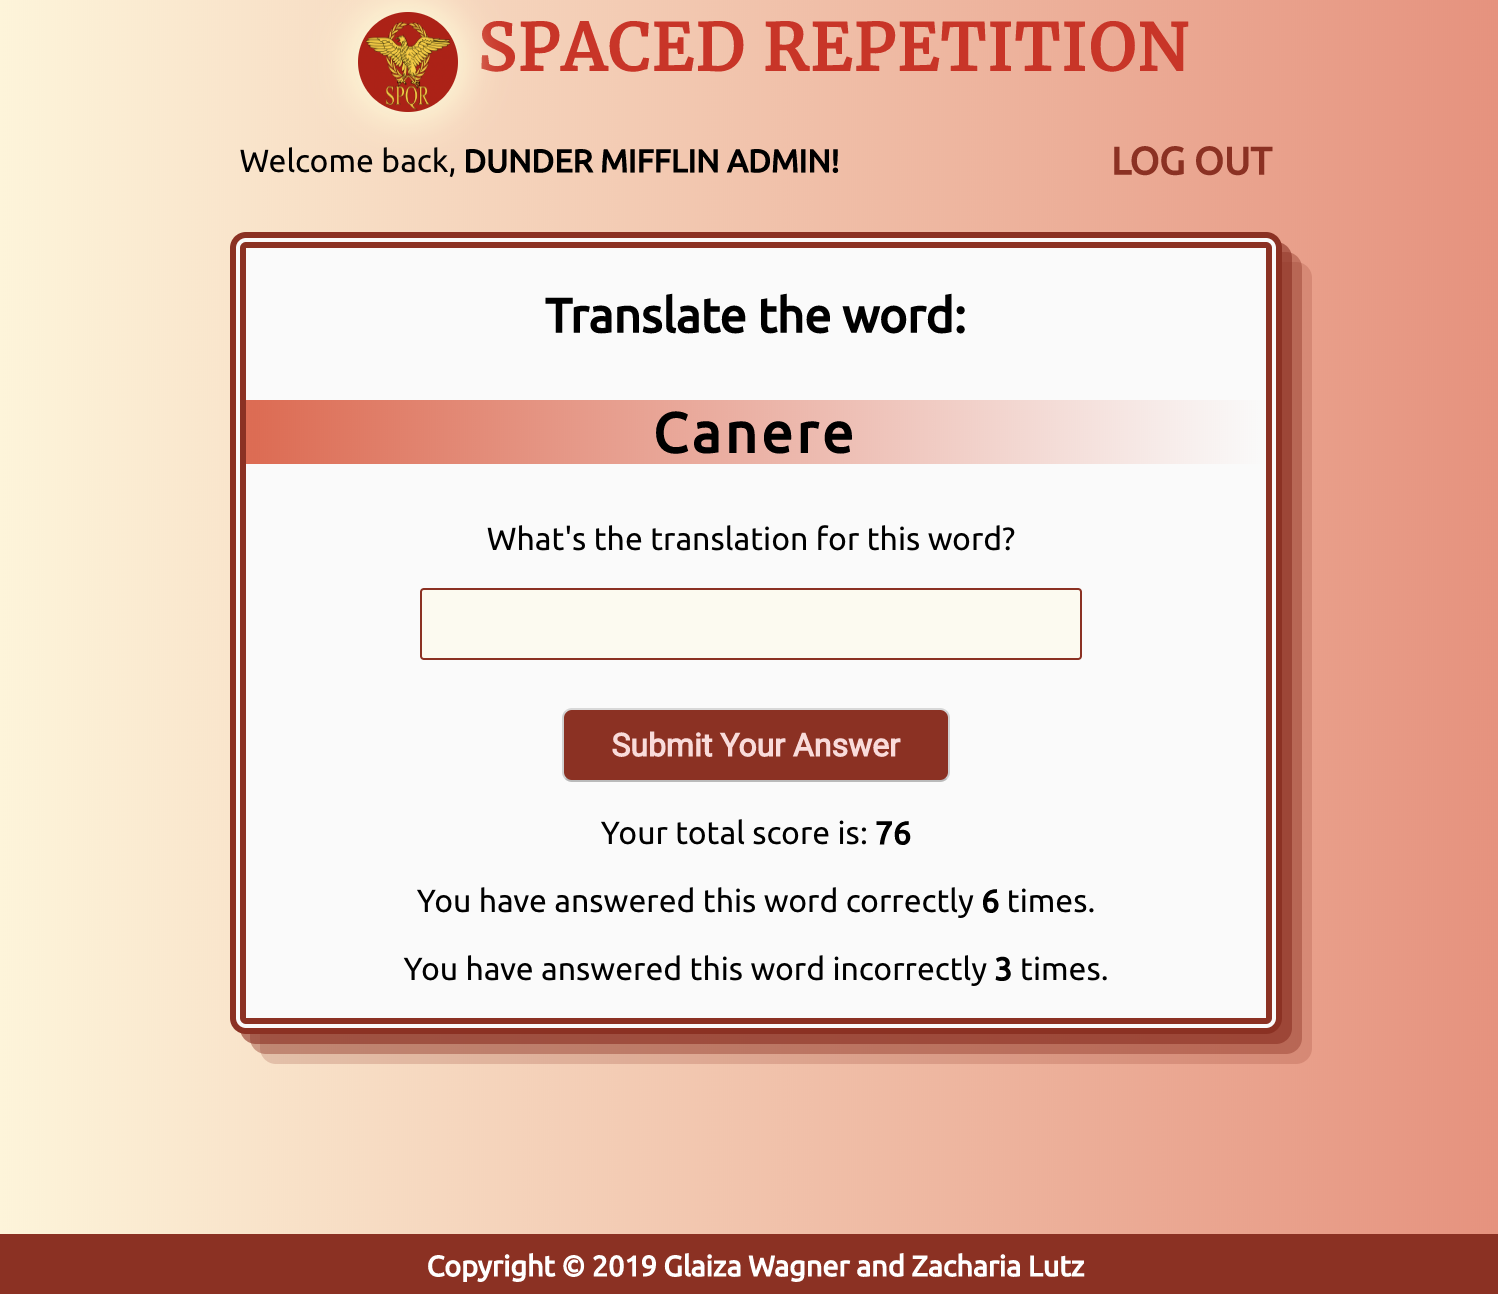 SPQR
SPACED REPETITION
Welcome back, DUNDER MIFFLIN ADMIN!
LOG OUT
Translate the word:
Canere
What's the translation for this word?
Submit Your Answer
Your total score is: 76
You have answered this word correctly 6 times.
You have answered this word incorrectly 3 times.
Copyright © 2019 Glaiza Wagner and Zacharia Lutz